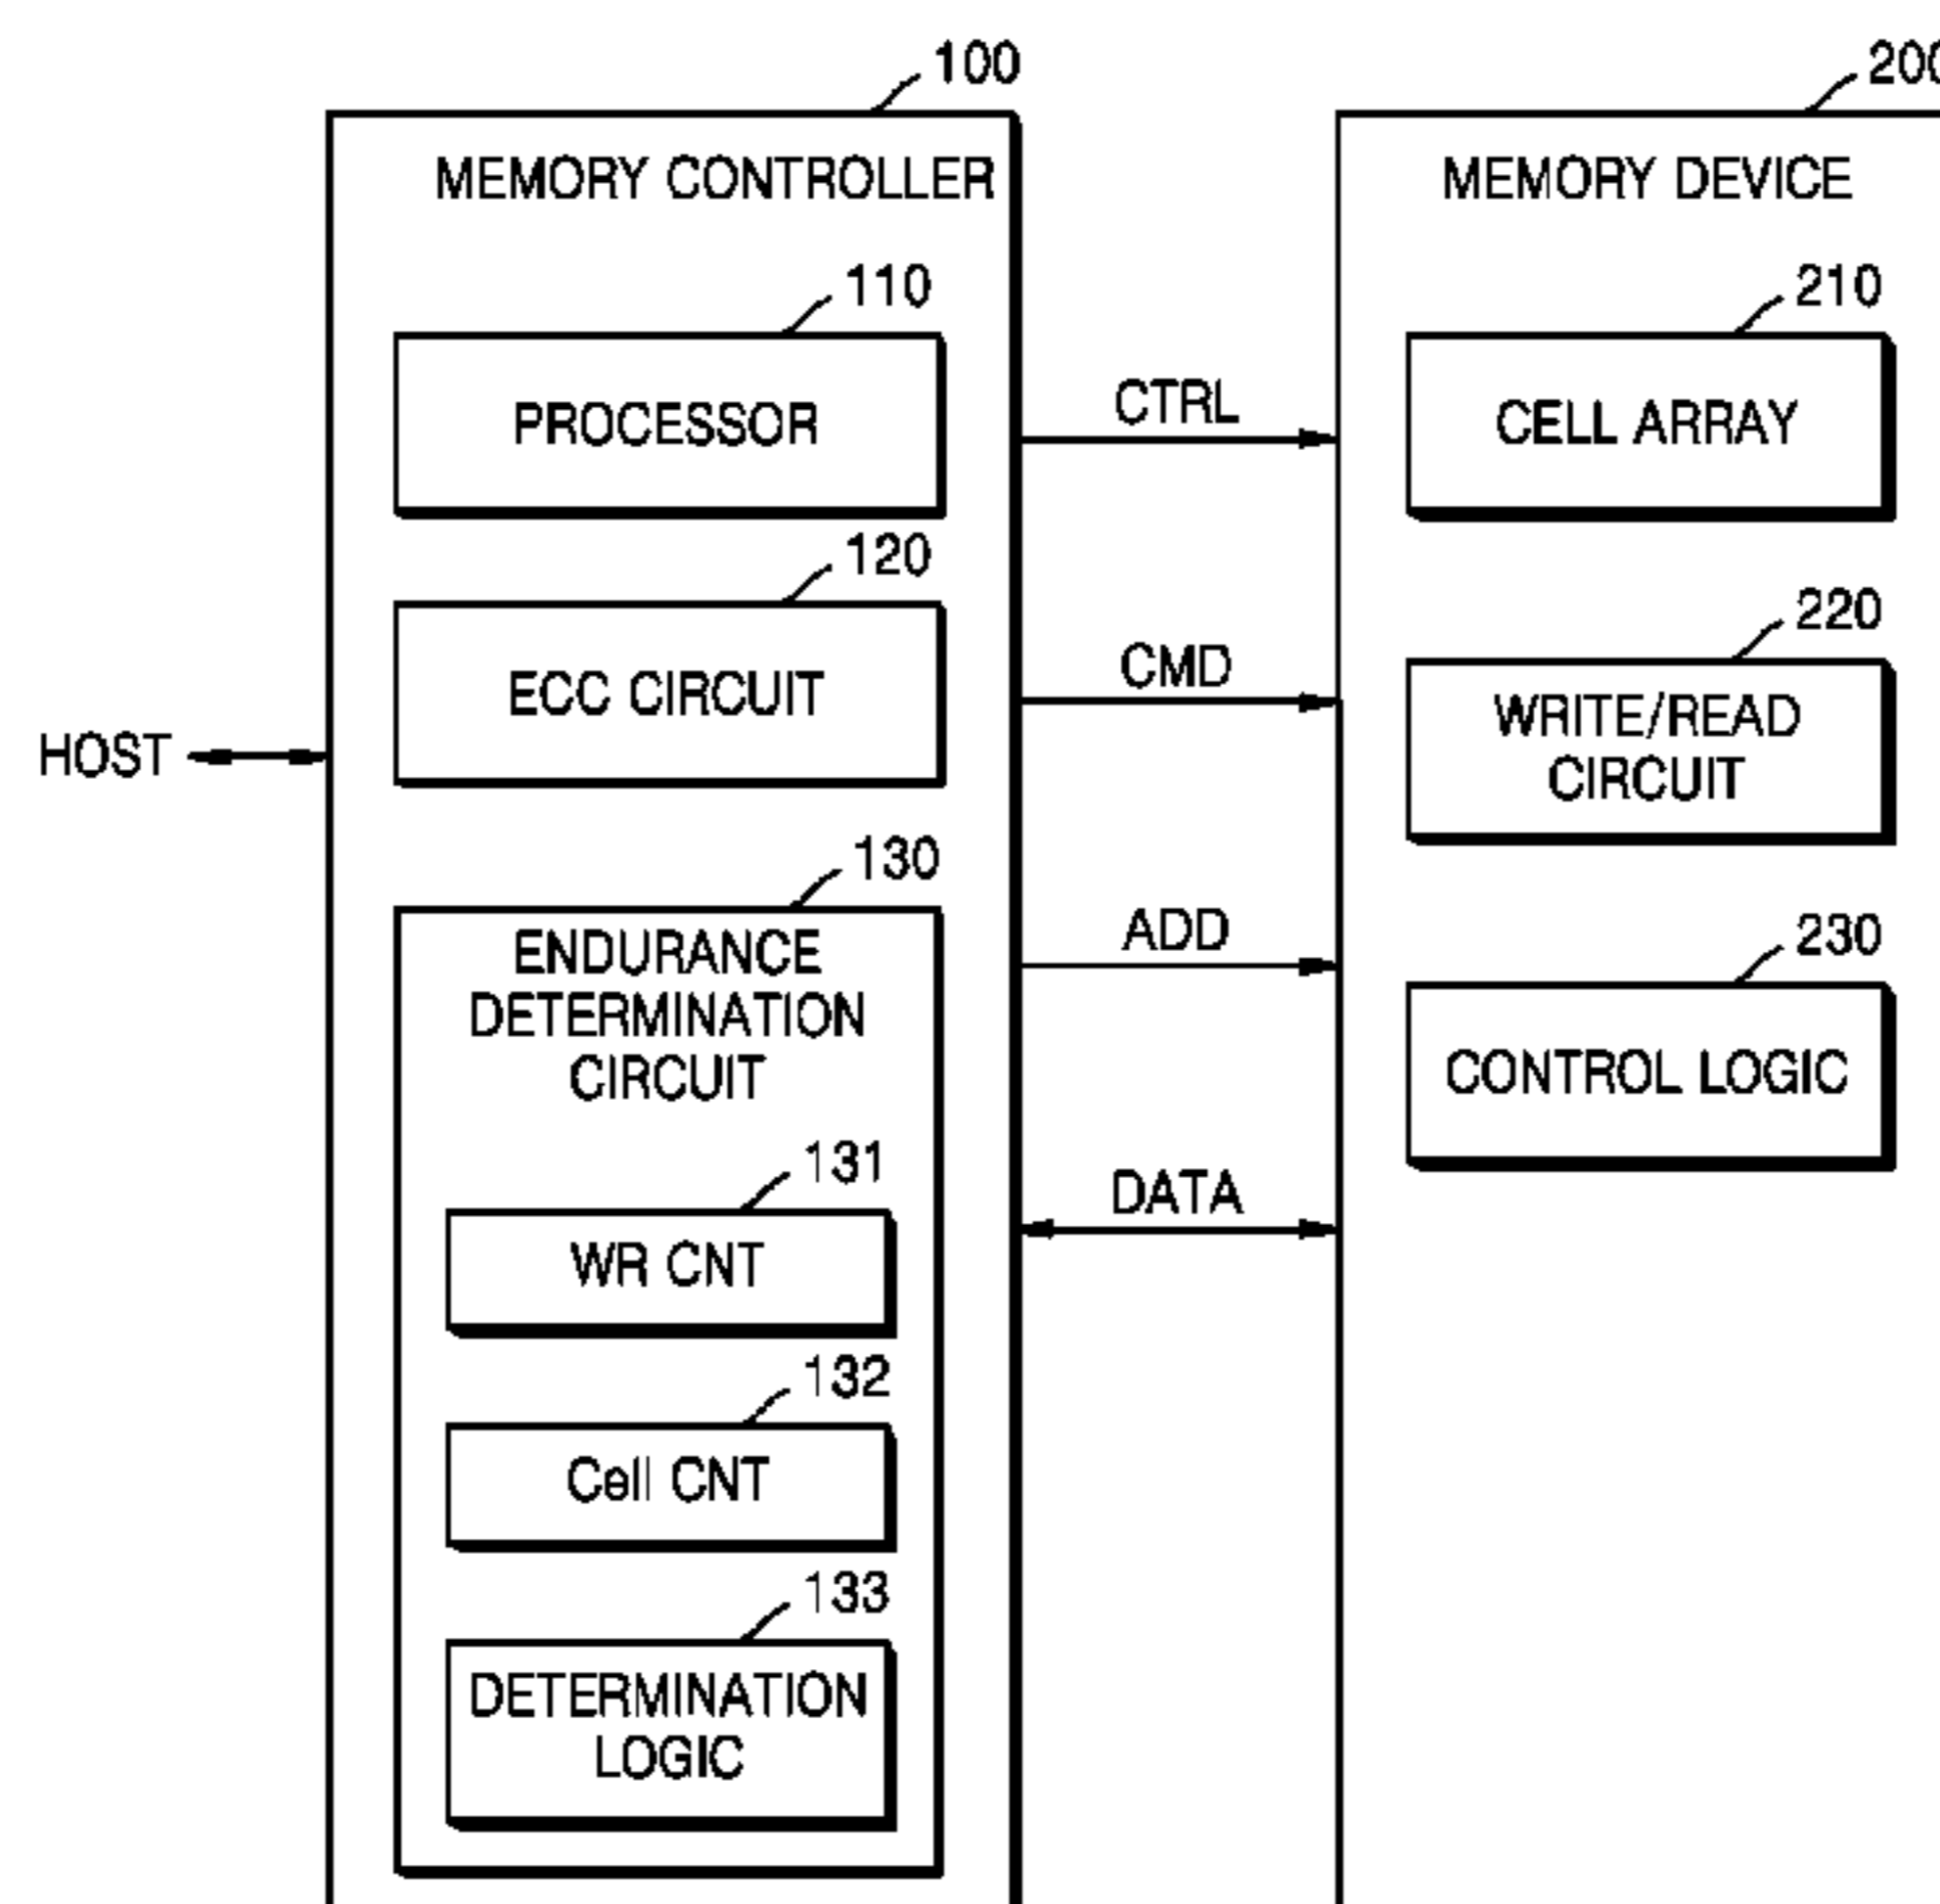 100
MEMORY CONTROLLER
110
PROCESSOR
120
ECC CIRCUIT
HOST
130
ENDURANCE
DETERMINATION
CIRCUIT
131
WR CNT
132
Cell CNT
133
DETERMINATION
LOGIC
CTRL
CMD
ADD
DATA
200
MEMORY DEVICE
210
CELL ARRAY
220
WRITE/READ
CIRCUIT
230
CONTROL LOGIC